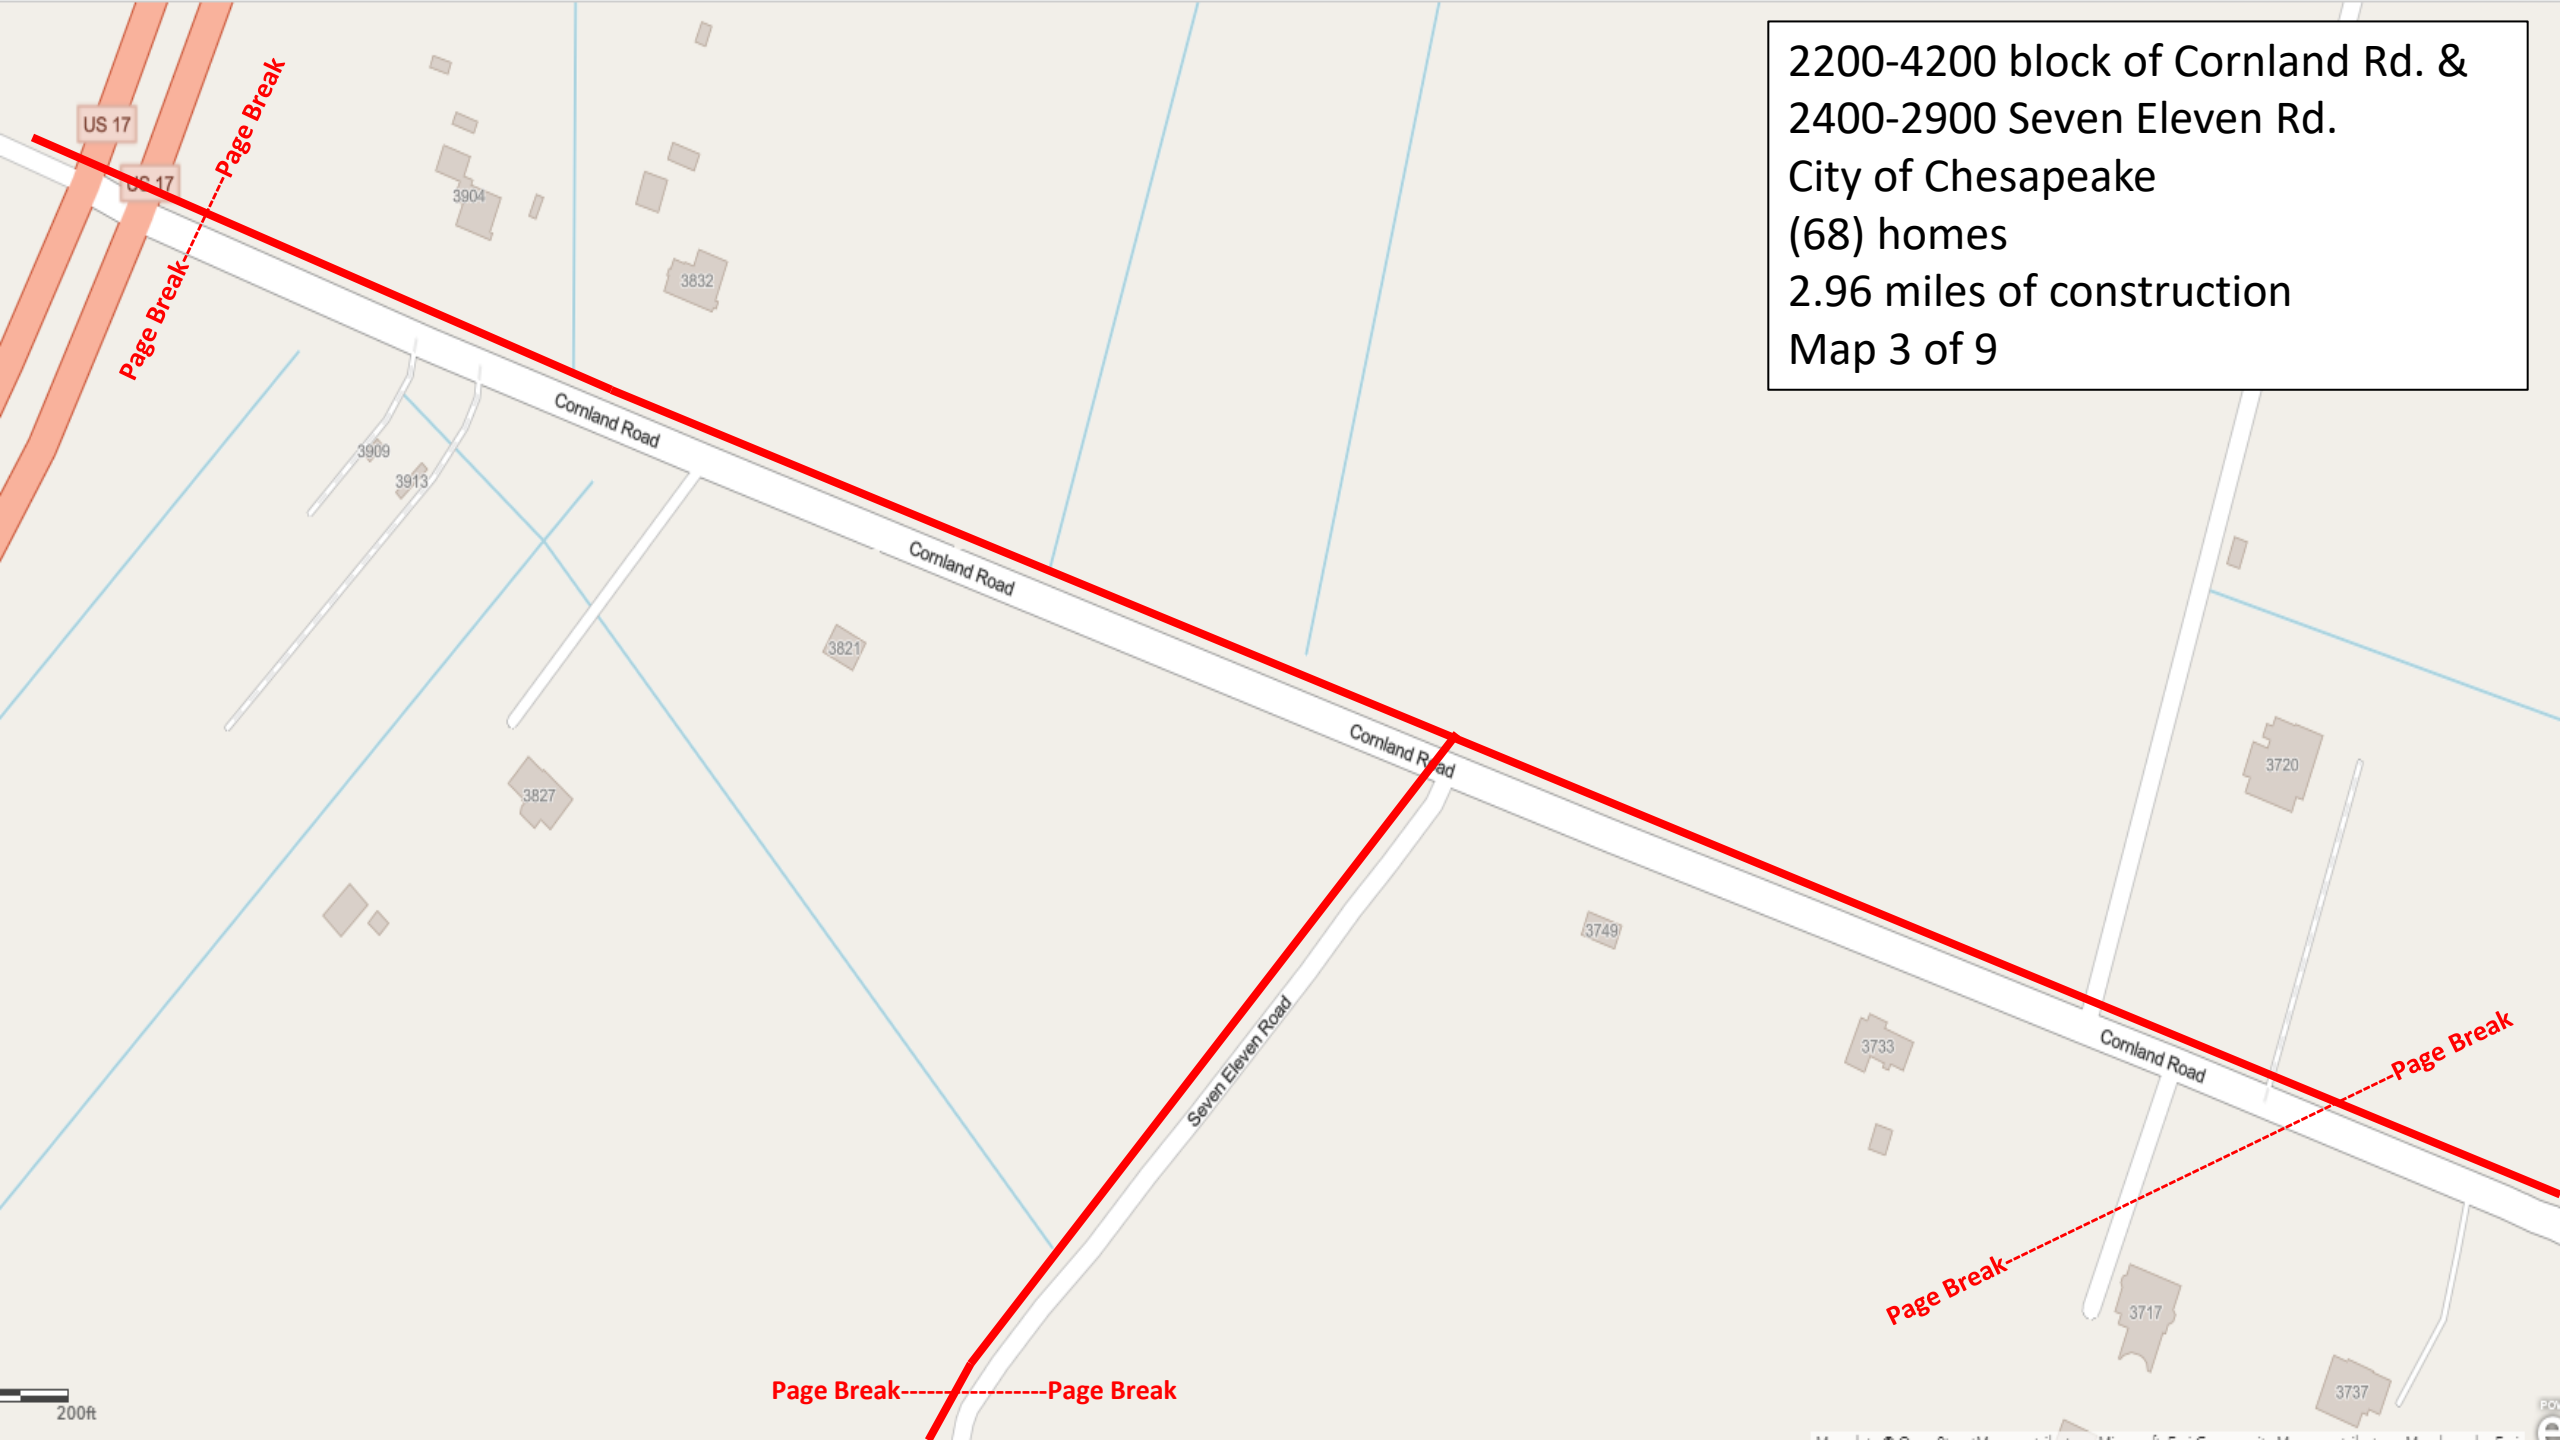 2200-4200 block of Cornland Rd. &
2400-2900 Seven Eleven Rd.
City of Chesapeake
(68) homes
2.96 miles of construction
Map 3 of 9
US 17
US 17
Page Break
Page Break
3904
3832
Cornland Road
3909
3913
Cornland Road
3821
Cornland Road
3827
3720
3749
Seven Eleven Road
3733
Cornland Road
Page Break
Page Break
3717
3737
Page Break------------------Page Break
200ft